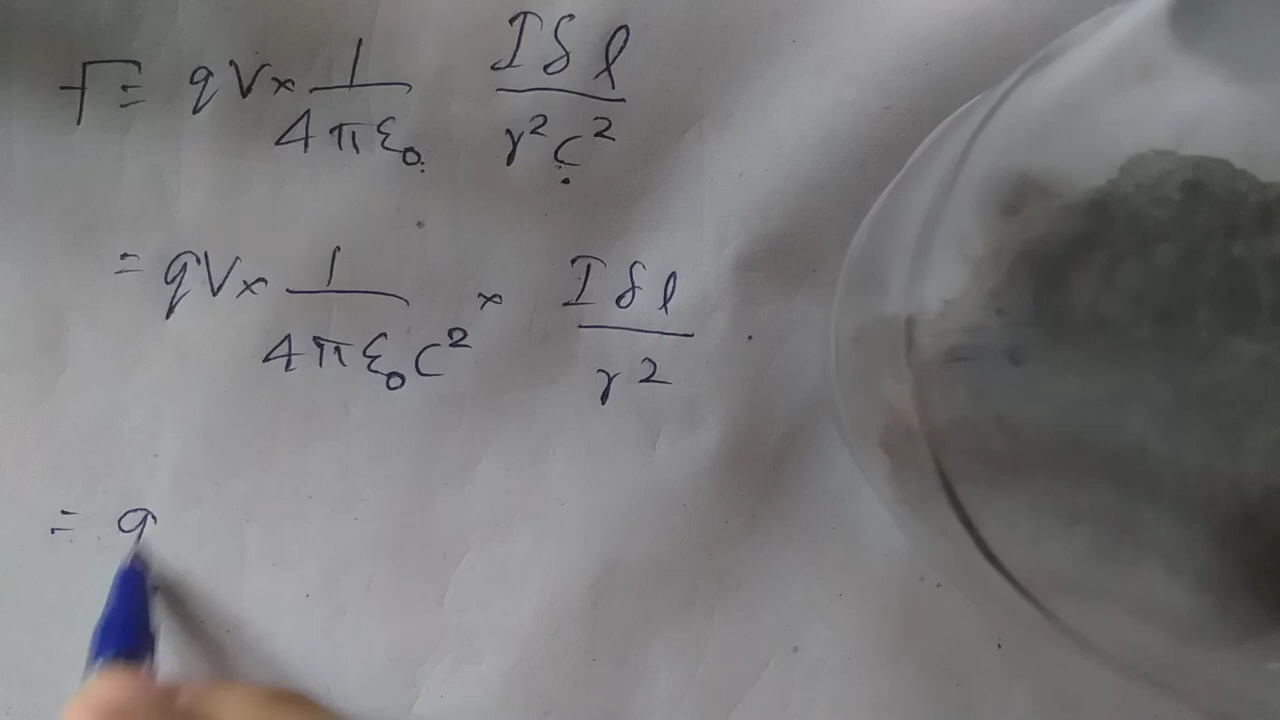 F = qV × 1/4πε₀ Iδl/r²c²
= qV × 1/4πε₀c² × Iδl/r²
= q